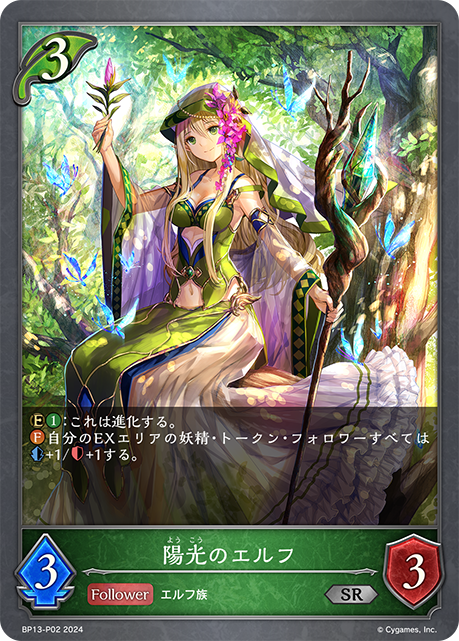 3
E 1:これは進化する。
F 自分のEXエリアの妖精・トークン・フォロワーすべては
+1/+1する。
よう こう
陽光のエルフ
3
Follower エルフ族
SR
3
BP13-P02 2024
© Cygames, Inc.